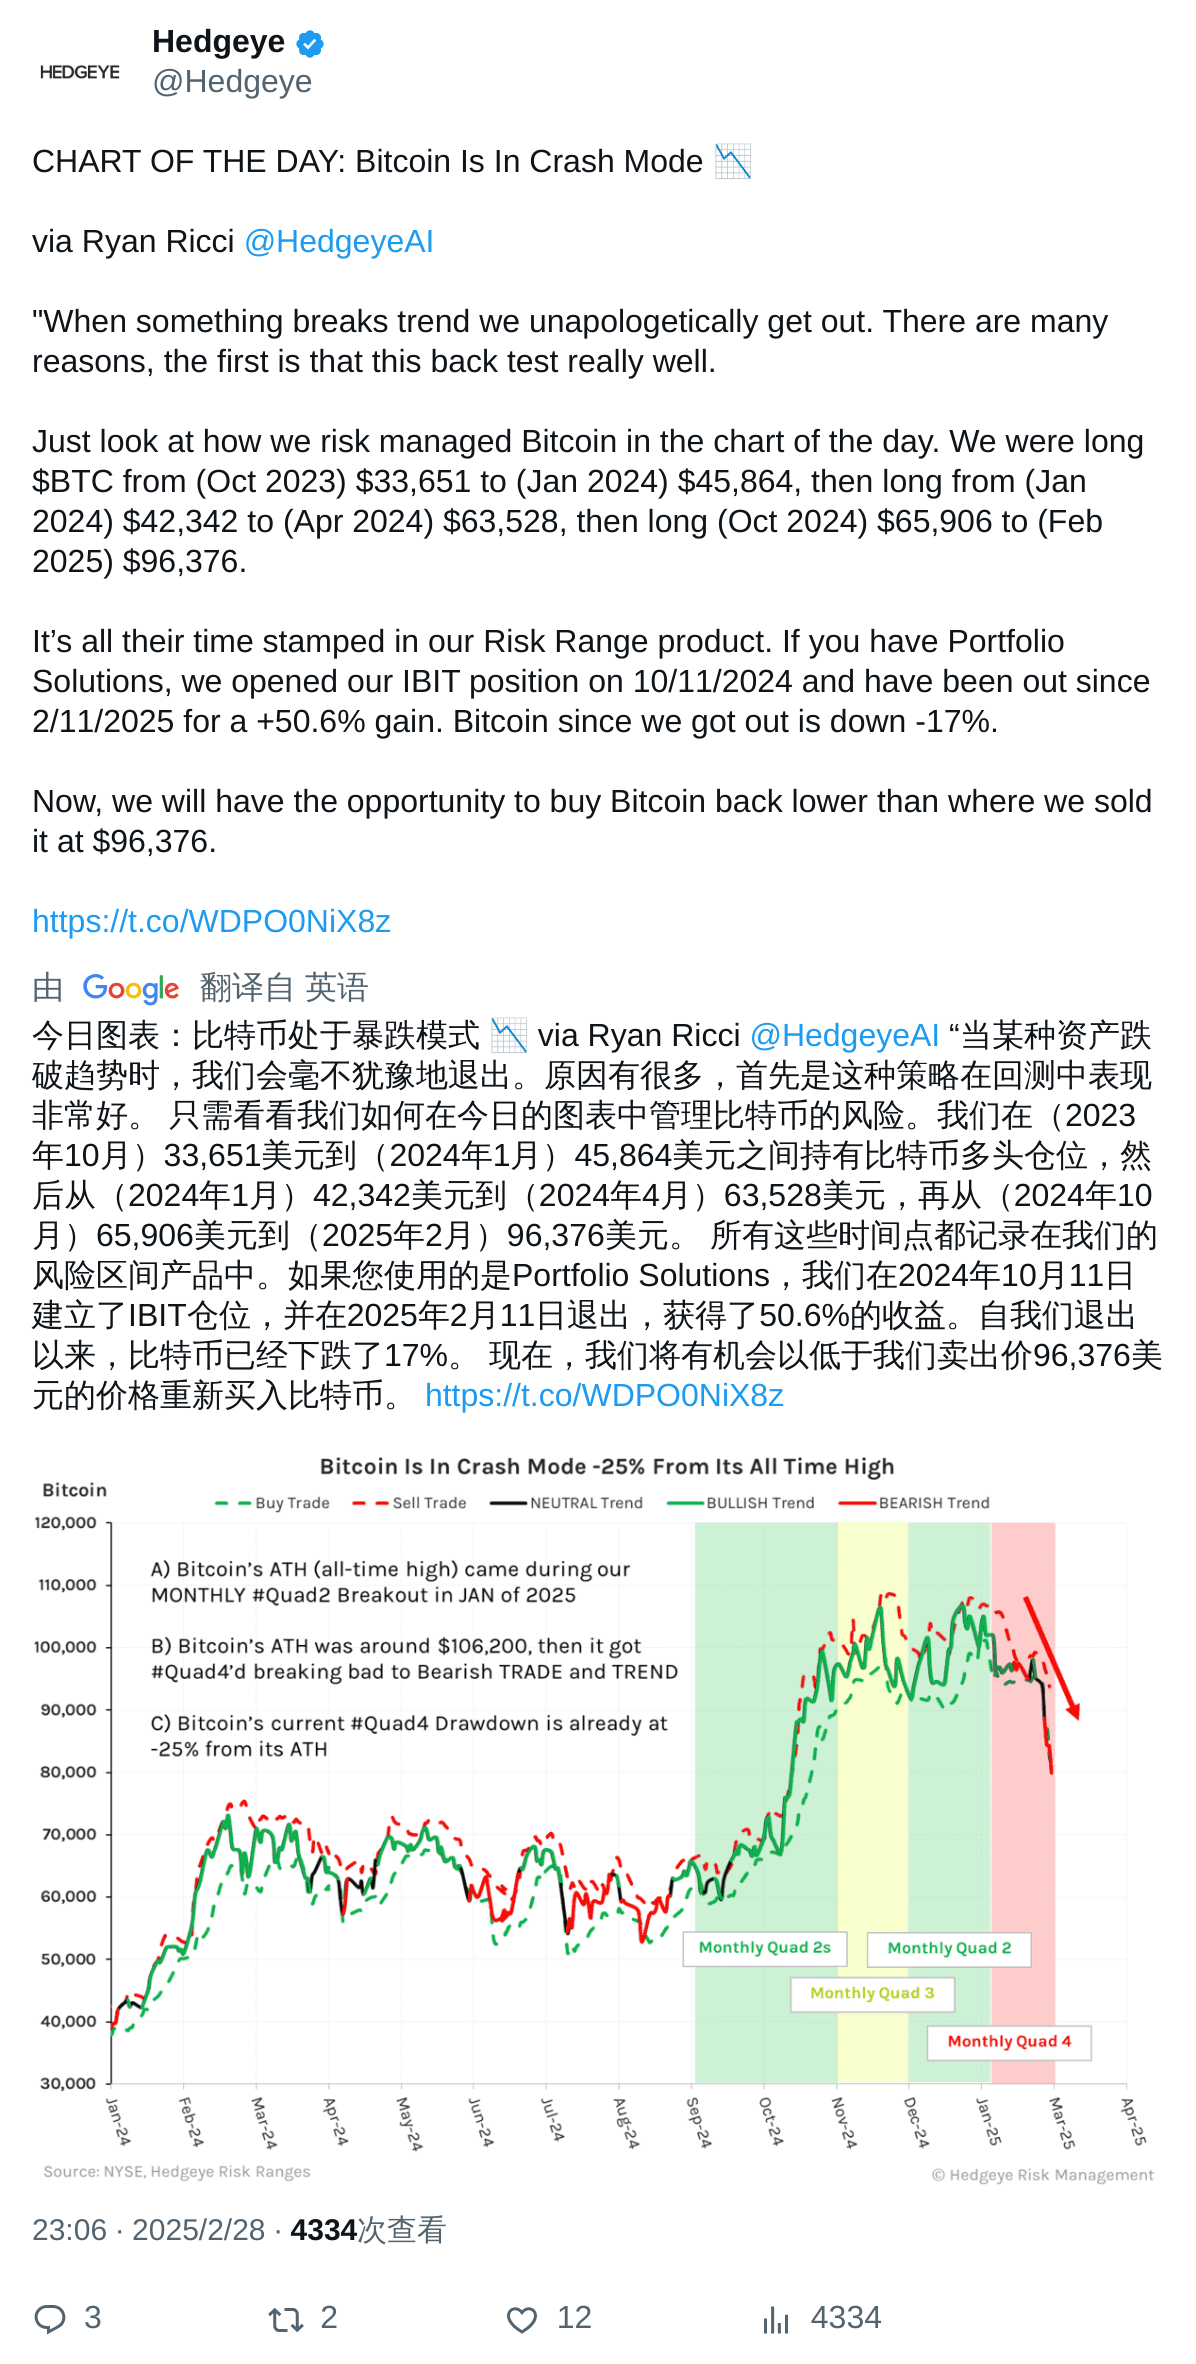 Hedgeye
HEDGEYE
@Hedgeye
CHART OF THE DAY: Bitcoin Is In Crash Mode 📉
via Ryan Ricci @HedgeyeAI
"When something breaks trend we unapologetically get out. There are many
reasons, the first is that this back test really well.
Just look at how we risk managed Bitcoin in the chart of the day. We were long
$BTC from (Oct 2023) $33,651 to (Jan 2024) $45,864, then long from (Jan
2024) $42,342 to (Apr 2024) $63,528, then long (Oct 2024) $65,906 to (Feb
2025) $96,376.
It’s all their time stamped in our Risk Range product. If you have Portfolio
Solutions, we opened our IBIT position on 10/11/2024 and have been out since
2/11/2025 for a +50.6% gain. Bitcoin since we got out is down -17%.
Now, we will have the opportunity to buy Bitcoin back lower than where we sold
it at $96,376.
https://t.co/WDPO0NiX8z
由 Google 翻译自 英语
今日图表：比特币处于暴跌模式 📉 via Ryan Ricci @HedgeyeAI “当某种资产跌
破趋势时，我们会毫不犹豫地退出。原因有很多，首先是这种策略在回测中表现
非常好。 只需看看我们如何在今日的图表中管理比特币的风险。我们在（2023
年10月）33,651美元到（2024年1月）45,864美元之间持有比特币多头仓位，然
后从（2024年1月）42,342美元到（2024年4月）63,528美元，再从（2024年10
月）65,906美元到（2025年2月）96,376美元。 所有这些时间点都记录在我们的
风险区间产品中。如果您使用的是Portfolio Solutions，我们在2024年10月11日
建立了IBIT仓位，并在2025年2月11日退出，获得了50.6%的收益。自我们退出
以来，比特币已经下跌了17%。 现在，我们将有机会以低于我们卖出价96,376美
元的价格重新买入比特币。 https://t.co/WDPO0NiX8z
Bitcoin Is In Crash Mode -25% From Its All Time High
Bitcoin
Buy Trade Sell Trade NEUTRAL Trend BULLISH Trend BEARISH Trend
120,000
110,000
100,000
90,000
80,000
70,000
60,000
50,000
40,000
30,000
A) Bitcoin’s ATH (all-time high) came during our
MONTHLY #Quad2 Breakout in JAN of 2025
B) Bitcoin’s ATH was around $106,200, then it got
#Quad4’d breaking bad to Bearish TRADE and TREND
C) Bitcoin’s current #Quad4 Drawdown is already at
-25% from its ATH
Monthly Quad 2s
Monthly Quad 2
Monthly Quad 3
Monthly Quad 4
Jan-24 Feb-24 Mar-24 Apr-24 May-24 Jun-24 Jul-24 Aug-24 Sep-24 Oct-24 Nov-24 Dec-24 Jan-25 Mar-25 Apr-25
Source: NYSE, Hedgeye Risk Ranges
© Hedgeye Risk Management
23:06 · 2025/2/28 · 4334次查看
3 2 12 4334